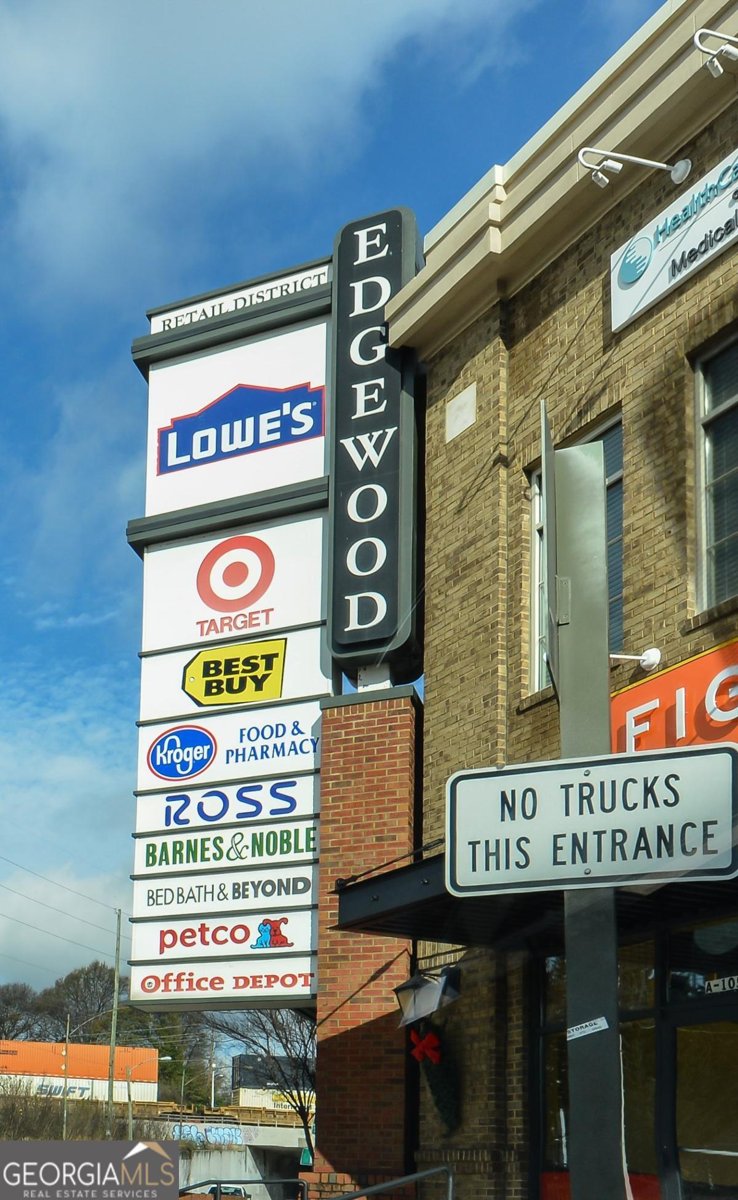 EDGEWOOD
RETAIL DISTRICT
LOWE'S
TARGET
BEST
BUY
Kroger FOOD &
PHARMACY
ROSS
BARNES & NOBLE
BED BATH & BEYOND
petco
Office DEPOT
HealthCa
Medical
FIG
NO TRUCKS
THIS ENTRANCE
STORAGE
SWIFT
GEORGIAMLS
REAL ESTATE SERVICES